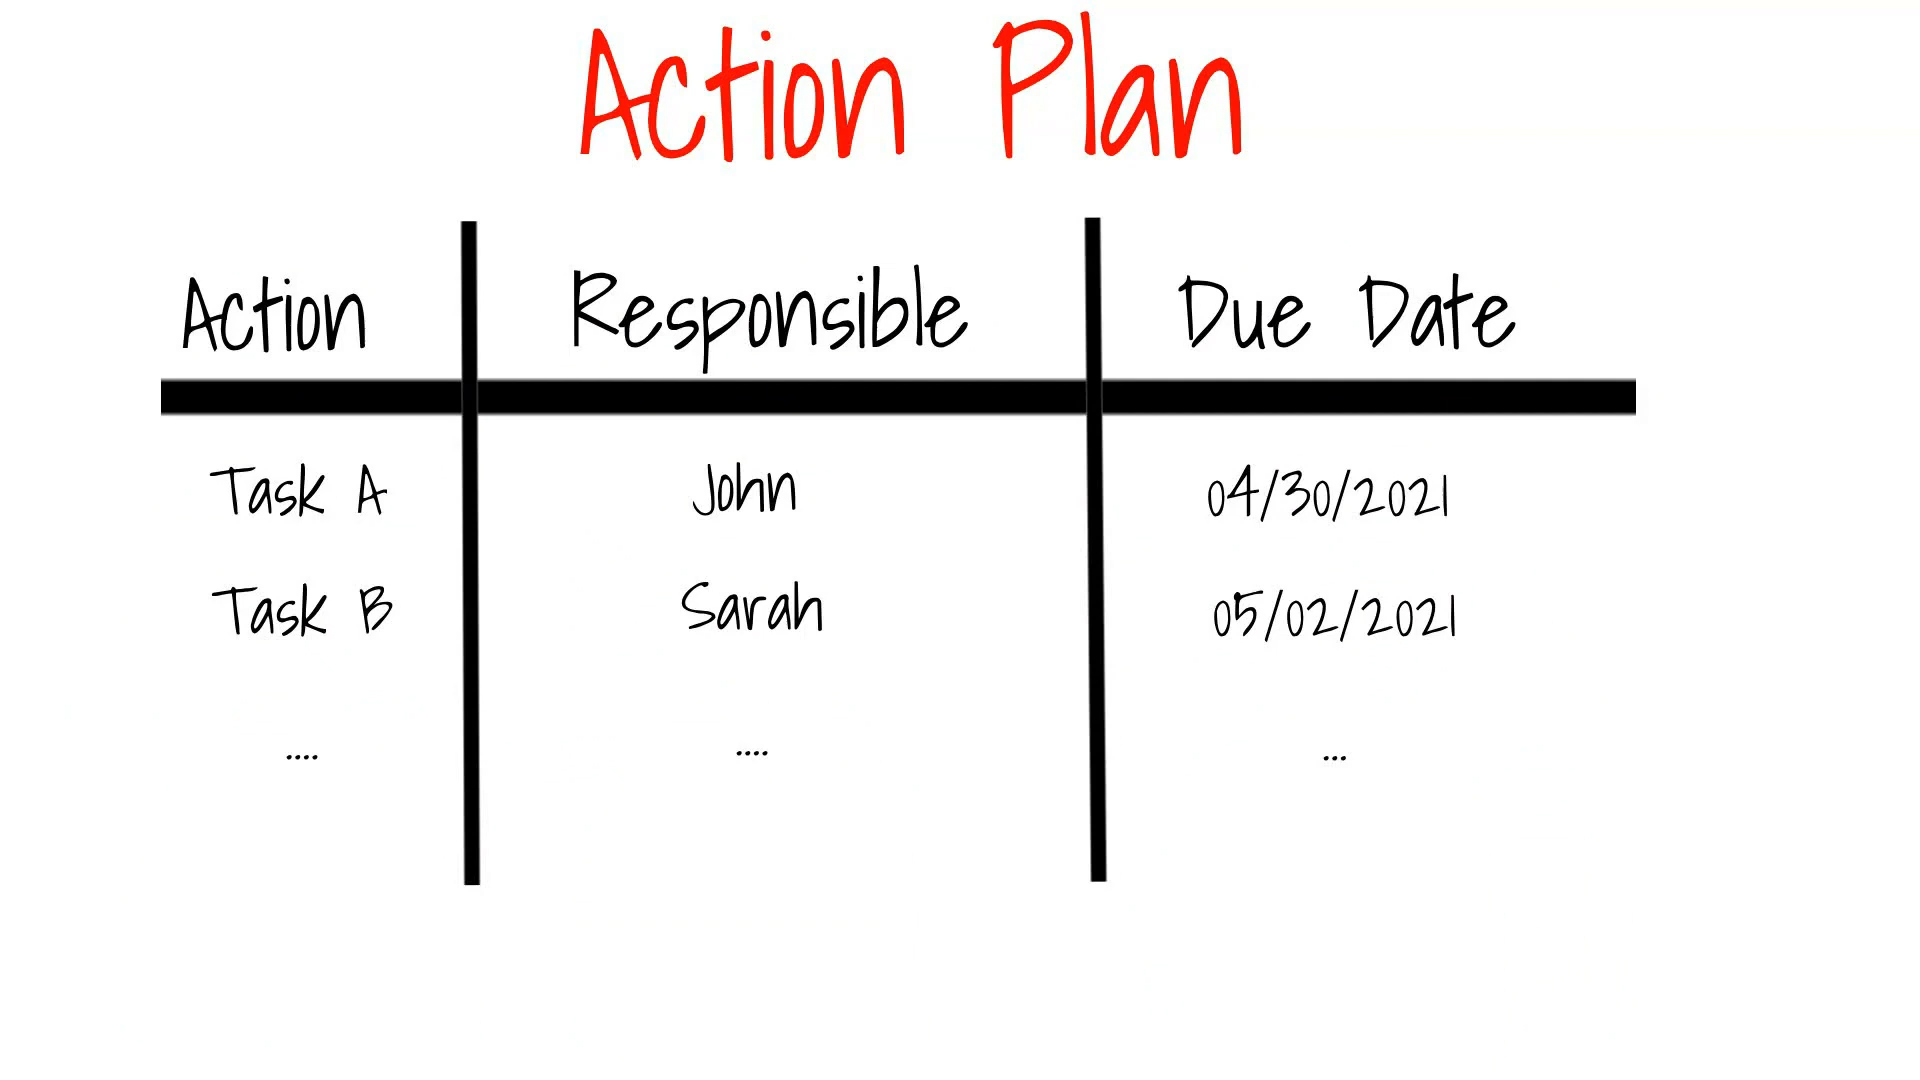 Action Plan
Action Responsible Due Date
Task A John 04/30/2021
Task B Sarah 05/02/2021
.... .... ...